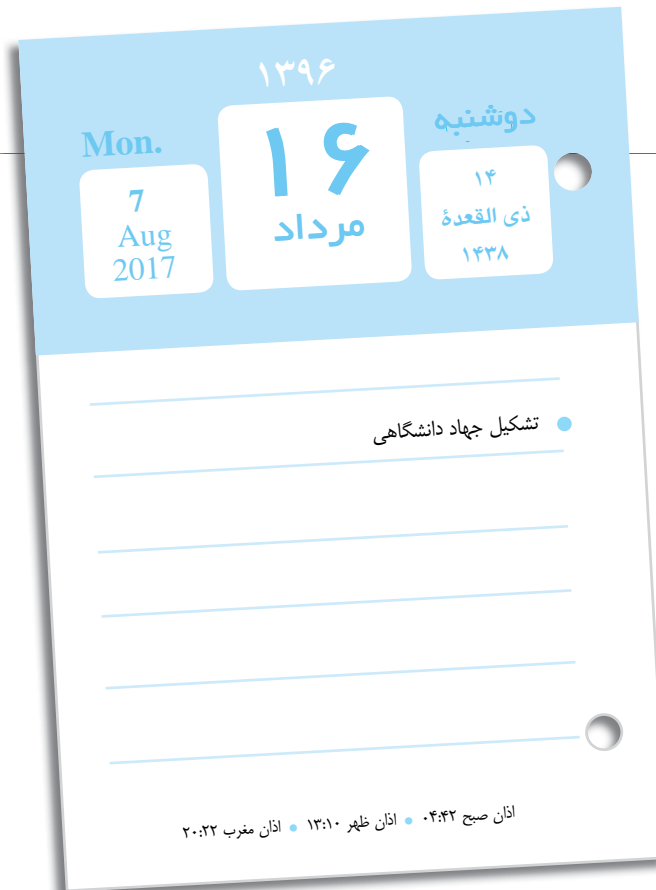 ۱۳۹۶
دوشنبه
۱۶
مرداد
۱۴
ذی القعدة
۱۴۳۸
Mon.
7
Aug
2017
تشکیل جهاد دانشگاهی
اذان صبح ۰۴:۴۲ • اذان ظهر ۱۳:۱۰ • اذان مغرب ۲۰:۲۲